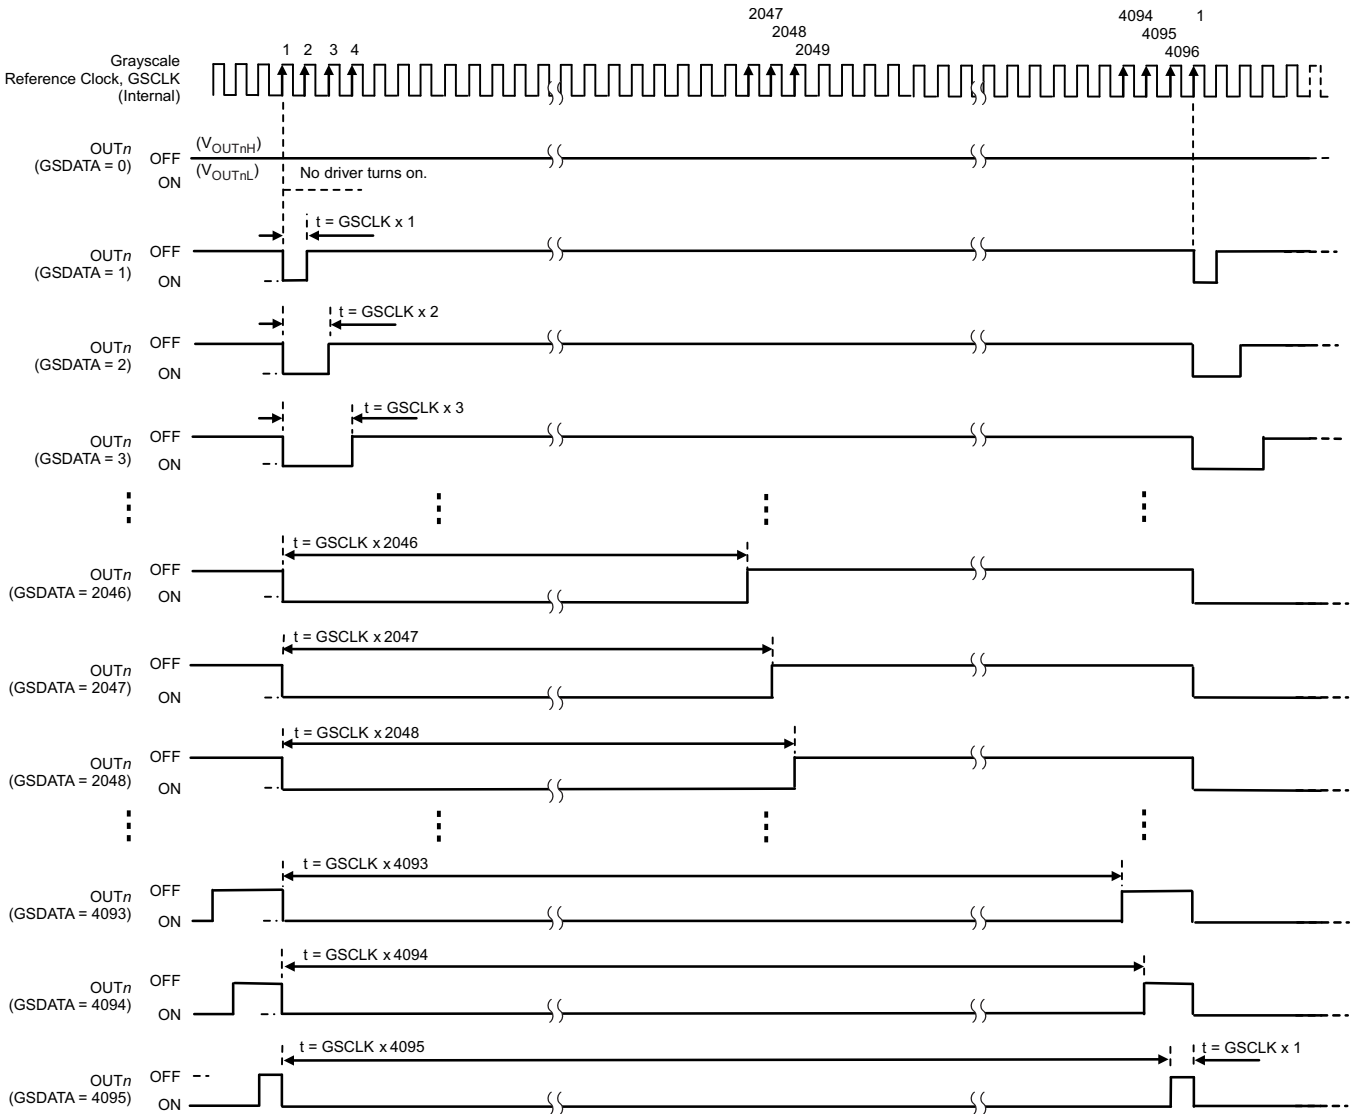 2047
4094 1
2048
4095
1 2 3 4
2049
4096
Grayscale
Reference Clock, GSCLK
(Internal)
OUTn
(GSDATA = 0)
OFF
(VOUTnH)
(VOUTnL)
ON
No driver turns on.
t = GSCLK x 1
OUTn
(GSDATA = 1)
OFF
ON
t = GSCLK x 2
OUTn
(GSDATA = 2)
OFF
ON
t = GSCLK x 3
OUTn
(GSDATA = 3)
OFF
ON
t = GSCLK x 2046
OUTn
(GSDATA = 2046)
OFF
ON
t = GSCLK x 2047
OUTn
(GSDATA = 2047)
OFF
ON
t = GSCLK x 2048
OUTn
(GSDATA = 2048)
OFF
ON
t = GSCLK x 4093
OUTn
(GSDATA = 4093)
OFF
ON
t = GSCLK x 4094
OUTn
(GSDATA = 4094)
OFF
ON
t = GSCLK x 4095
t = GSCLK x 1
OUTn
(GSDATA = 4095)
OFF
ON